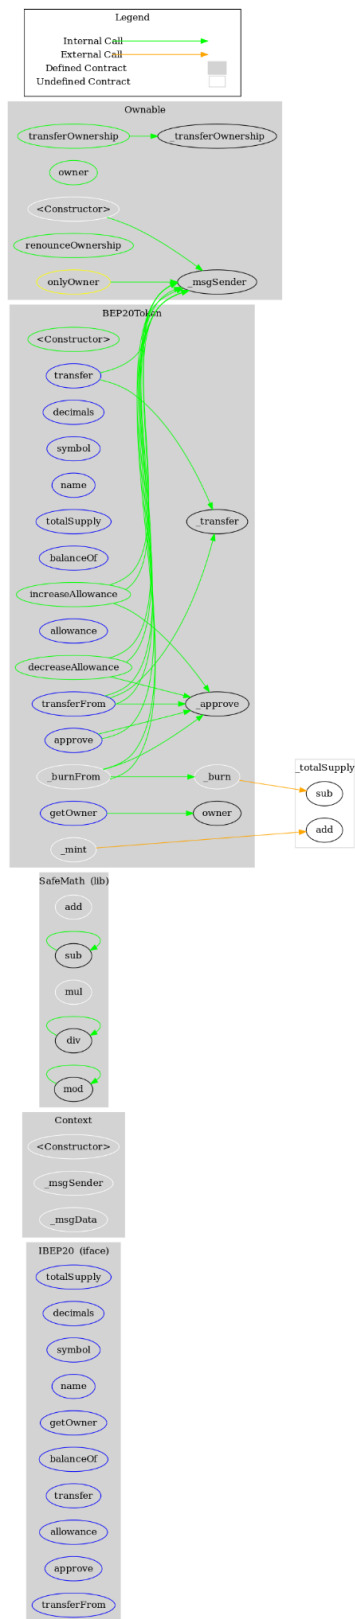 Legend
Internal Call
External Call
Defined Contract
Undefined Contract
Ownable
transferOwnership
_transferOwnership
owner
<Constructor>
renounceOwnership
onlyOwner
_msgSender
BEP20Token
<Constructor>
transfer
decimals
symbol
name
totalSupply
_transfer
balanceOf
increaseAllowance
allowance
decreaseAllowance
transferFrom
_approve
approve
_burnFrom
_burn
getOwner
owner
_mint
_totalSupply
sub
add
SafeMath (lib)
add
sub
mul
div
mod
Context
<Constructor>
_msgSender
_msgData
IBEP20 (iface)
totalSupply
decimals
symbol
name
getOwner
balanceOf
transfer
allowance
approve
transferFrom